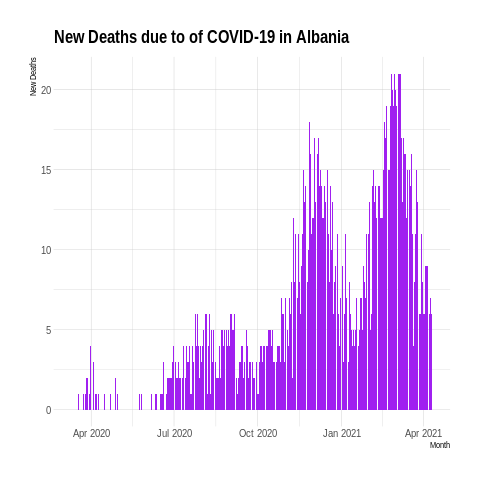 New Deaths due to of COVID-19 in Albania
New Deaths
20
15
10
5
0
Apr 2020 Jul 2020 Oct 2020 Jan 2021 Apr 2021
Month